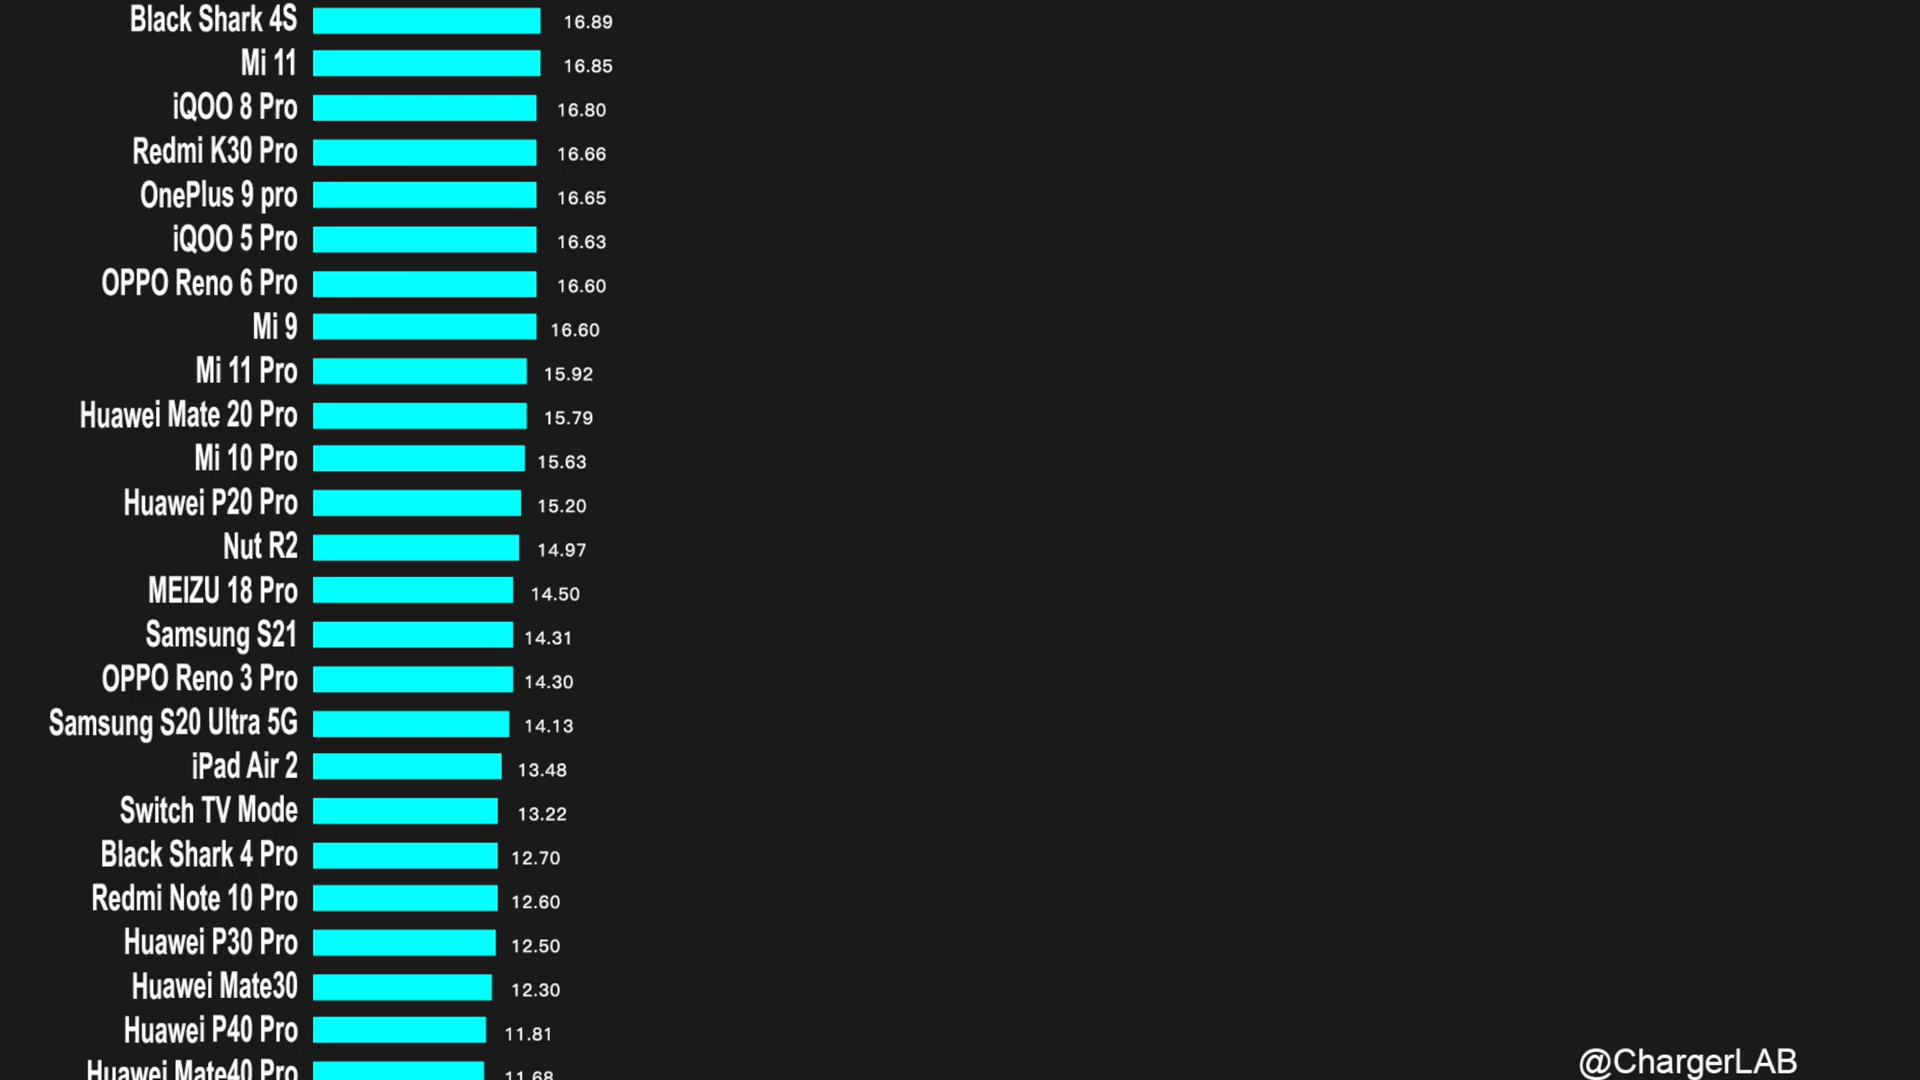 Black Shark 4S 16.89
Mi 11 16.85
iQOO 8 Pro 16.80
Redmi K30 Pro 16.66
OnePlus 9 pro 16.65
iQOO 5 Pro 16.63
OPPO Reno 6 Pro 16.60
Mi 9 16.60
Mi 11 Pro 15.92
Huawei Mate 20 Pro 15.79
Mi 10 Pro 15.63
Huawei P20 Pro 15.20
Nut R2 14.97
MEIZU 18 Pro 14.50
Samsung S21 14.31
OPPO Reno 3 Pro 14.30
Samsung S20 Ultra 5G 14.13
iPad Air 2 13.48
Switch TV Mode 13.22
Black Shark 4 Pro 12.70
Redmi Note 10 Pro 12.60
Huawei P30 Pro 12.50
Huawei Mate30 12.30
Huawei P40 Pro 11.81
Huawei Mate40 Pro 11.68
@ChargerLAB